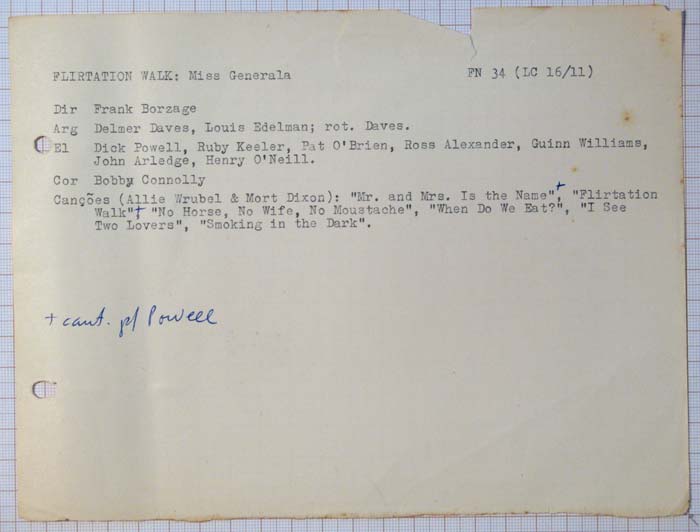 FLIRTATION WALK: Miss Generala FN 34 (LC 16/11)
Dir Frank Borzage
Arg Delmer Daves, Louis Edelman; rot. Daves.
El Dick Powell, Ruby Keeler, Pat O'Brien, Ross Alexander, Guinn Williams,
John Arledge, Henry O'Neill.
Cor Bobby Connolly
Canções (Allie Wrubel & Mort Dixon): "Mr. and Mrs. Is the Name"+, "Flirtation
Walk"+ "No Horse, No Wife, No Moustache", "When Do We Eat?", "I See
Two Lovers", "Smoking in the Dark".
+ cant. p/ Powell